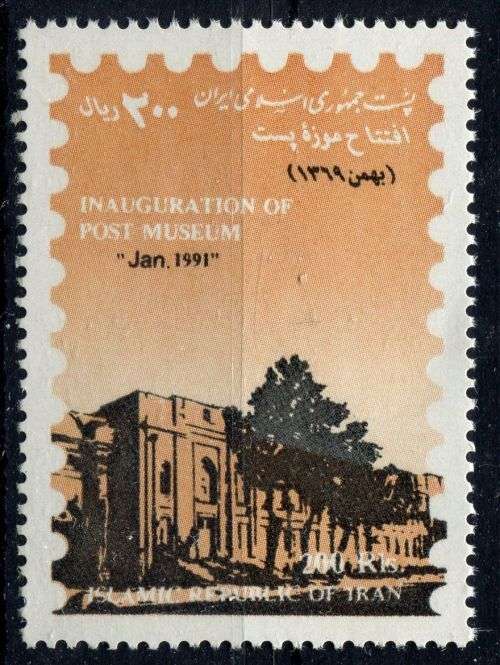 پست جمهوری اسلامی ایران
۲۰۰ ریال
افتتاح موزه پست
(بهمن ۱۳۶۹)
INAUGURATION OF
POST MUSEUM
"Jan. 1991"
200 Rls.
ISLAMIC REPUBLIC OF IRAN